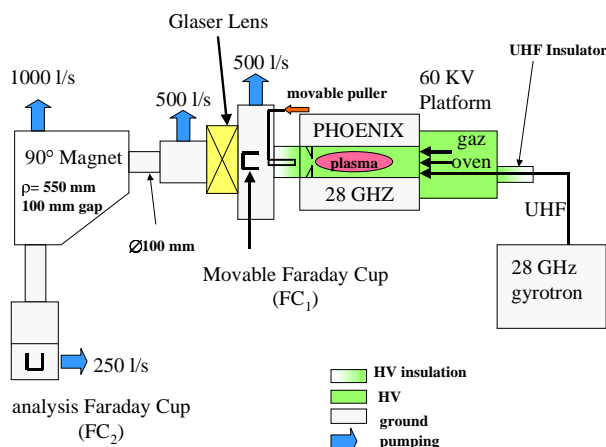 Glaser Lens
UHF Insulator
1000 l/s
500 l/s
500 l/s
movable puller
60 KV
Platform
90° Magnet
ρ= 550 mm
100 mm gap
PHOENIX
plasma
28 GHZ
gaz
oven
UHF
Ø100 mm
Movable Faraday Cup
(FC1)
28 GHz
gyrotron
250 l/s
analysis Faraday Cup
(FC2)
HV insulation
HV
ground
pumping